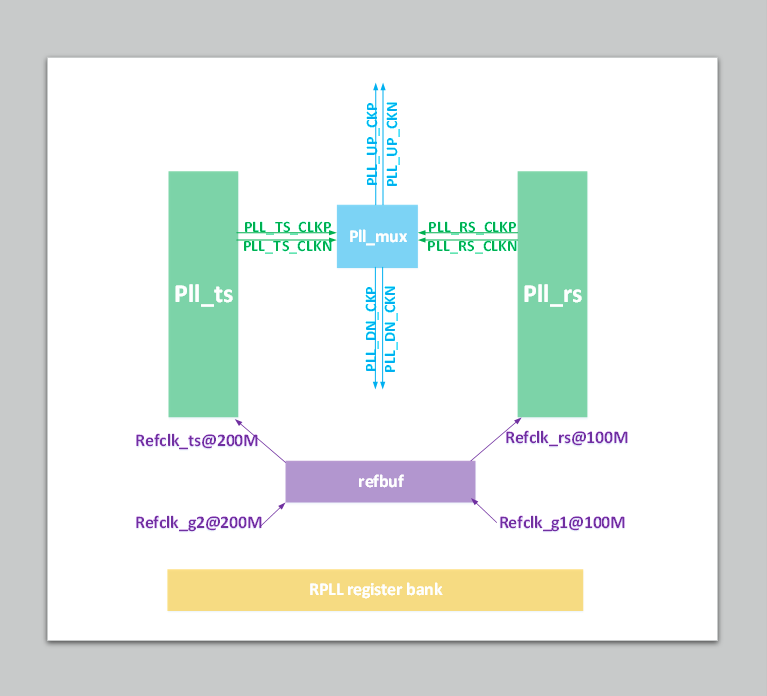 PLL_UP_CKP
PLL_UP_CKN
PLL_TS_CLKP
PLL_TS_CLKN
Pll_mux
PLL_RS_CLKP
PLL_RS_CLKN
Pll_ts
Pll_rs
PLL_DN_CKP
PLL_DN_CKN
Refclk_ts@200M
Refclk_rs@100M
refbuf
Refclk_g2@200M
Refclk_g1@100M
RPLL register bank